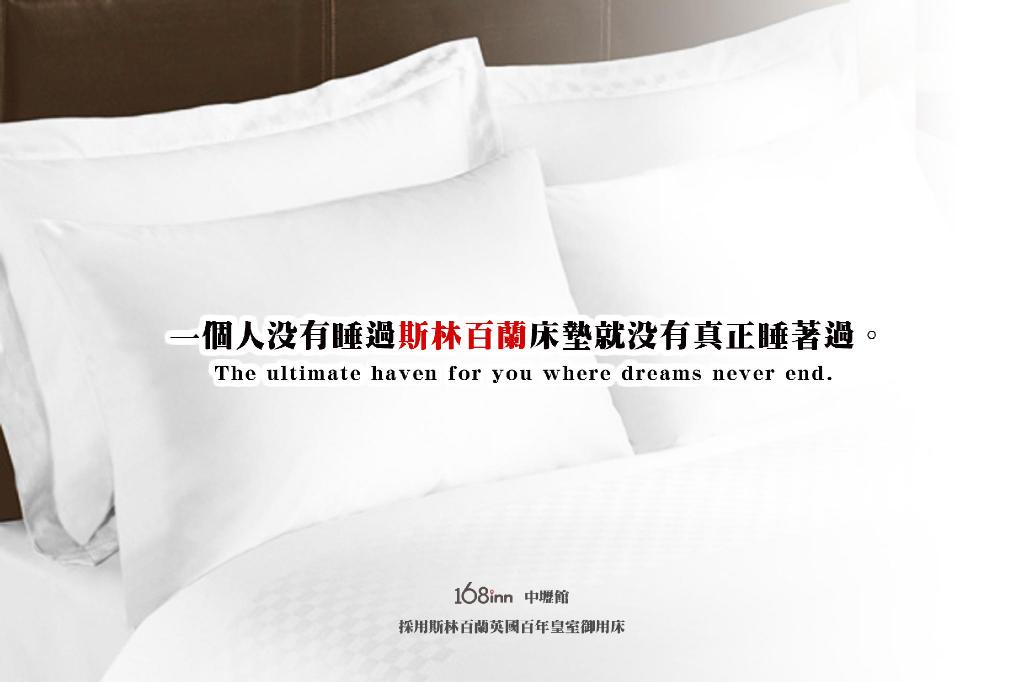 一個人没有睡過斯林百蘭床墊就没有真正睡著過。
The ultimate haven for you where dreams never end.
168inn 中壢館
採用斯林百蘭英國百年皇室御用床